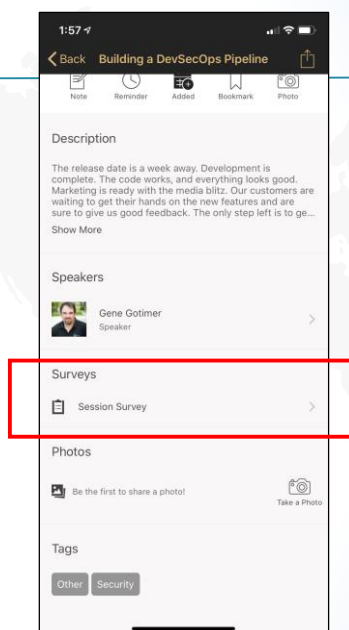 1:57
Back Building a DevSecOps Pipeline
Note Reminder Added Bookmark Photo
Description
The release date is a week away. Development is
complete. The code works, and everything looks good.
Marketing is ready with the media blitz. Our customers are
waiting to get their hands on the new features and are
sure to give us good feedback. The only step left is to ge...
Show More
Speakers
Gene Gotimer
Speaker
Surveys
Session Survey
Photos
Be the first to share a photo!
Take a Photo
Tags
Other Security